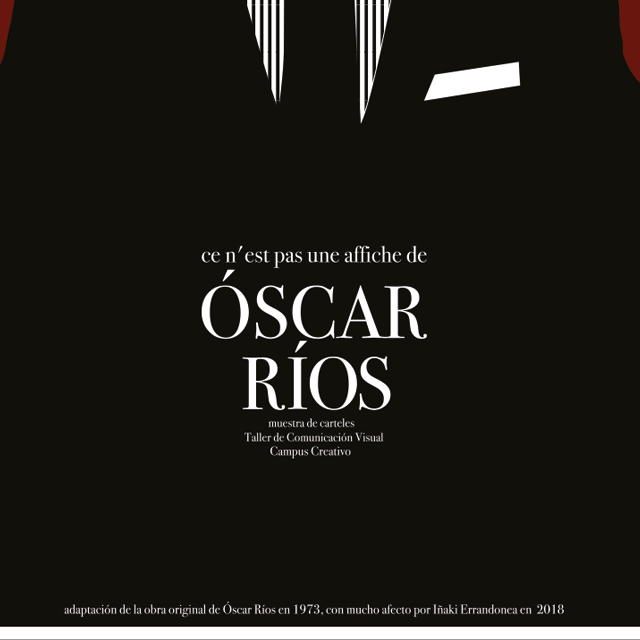 ce n'est pas une affiche de
ÓSCAR
RÍOS
muestra de carteles
Taller de Comunicación Visual
Campus Creativo
adaptación de la obra original de Óscar Ríos en 1973, con mucho afecto por Iñaki Errandonea en 2018